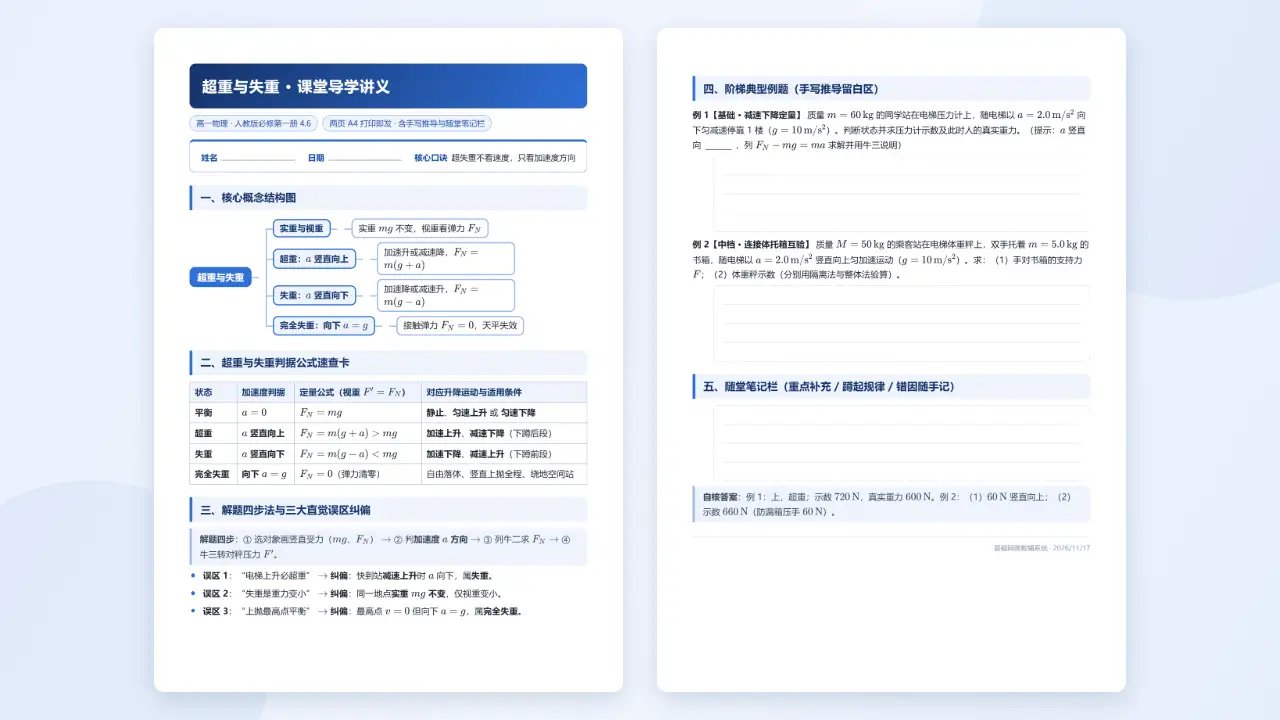 超重与失重 · 课堂导学讲义
高一物理 · 人教版必修第一册 4.6
两页 A4 打印即发 · 含手写推导与随堂笔记栏
姓名 日期 核心口诀 超失重不看速度，只看加速度方向
一、核心概念结构图
超重与失重
实重与视重
实重 mg 不变，视重看弹力 F_N
超重：a 竖直向上
加速升或减速降，F_N =
m(g + a)
失重：a 竖直向下
加速降或减速升，F_N =
m(g − a)
完全失重：向下 a = g
接触弹力 F_N = 0，天平失效
二、超重与失重判据公式速查卡
状态 加速度判据 定量公式（视重 F′ = F_N） 对应升降运动与适用条件
平衡 a = 0 F_N = mg 静止、匀速上升 或 匀速下降
超重 a 竖直向上 F_N = m(g + a) > mg 加速上升、减速下降（下蹲后段）
失重 a 竖直向下 F_N = m(g − a) < mg 加速下降、减速上升（下蹲前段）
完全失重 向下 a = g F_N = 0（弹力清零） 自由落体、竖直上抛全程、绕地空间站
三、解题四步法与三大直觉误区纠偏
解题四步：① 选对象画竖直受力（mg、F_N） → ② 判加速度 a 方向 → ③ 列牛二求 F_N → ④
牛三转对秤压力 F′。
• 误区 1：“电梯上升必超重” → 纠偏：快到站减速上升时 a 向下，属失重。
• 误区 2：“失重是重力变小” → 纠偏：同一地点实重 mg 不变，仅视重变小。
• 误区 3：“上抛最高点平衡” → 纠偏：最高点 v = 0 但向下 a = g，属完全失重。
四、阶梯典型例题（手写推导留白区）
例 1【基础 · 减速下降定量】 质量 m = 60 kg 的同学站在电梯压力计上，随电梯以 a = 2.0 m/s² 向
下匀减速停靠 1 楼（g = 10 m/s²）。判断状态并求压力计示数及此时人的真实重力。（提示：a 竖直
向 _____ ，列 F_N − mg = ma 求解并用牛三说明）
例 2【中档 · 连接体托箱互验】 质量 M = 50 kg 的乘客站在电梯体重秤上，双手托着 m = 5.0 kg 的
书箱，随电梯以 a = 2.0 m/s² 竖直向上匀加速运动（g = 10 m/s²）。求：（1）手对书箱的支持力
F；（2）体重秤示数（分别用隔离法与整体法验算）。
五、随堂笔记栏（重点补充 / 蹲起规律 / 错因随手记）
自核答案：例 1：上，超重；示数 720 N，真实重力 600 N。例 2：（1）60 N 竖直向上；（2）
示数 660 N（防漏箱压手 60 N）。
2026/11/17